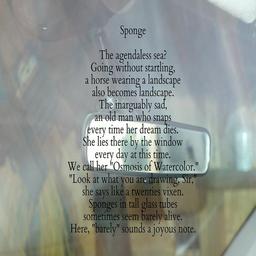 Sponge
The agendaless sea?
Going without startling,
a horse wearing a landscape
also becomes landscape.
The inarguably sad,
an old man who snaps
every time her dream dies.
She lies there by the window
every day at this time.
We call her "Osmosis of Watercolor."
"Look at what you are drawing, Sir,"
she says like a twenties vixen.
Sponges in tall glass tubes
sometimes seem barely alive.
Here, "barely" sounds a joyous note.